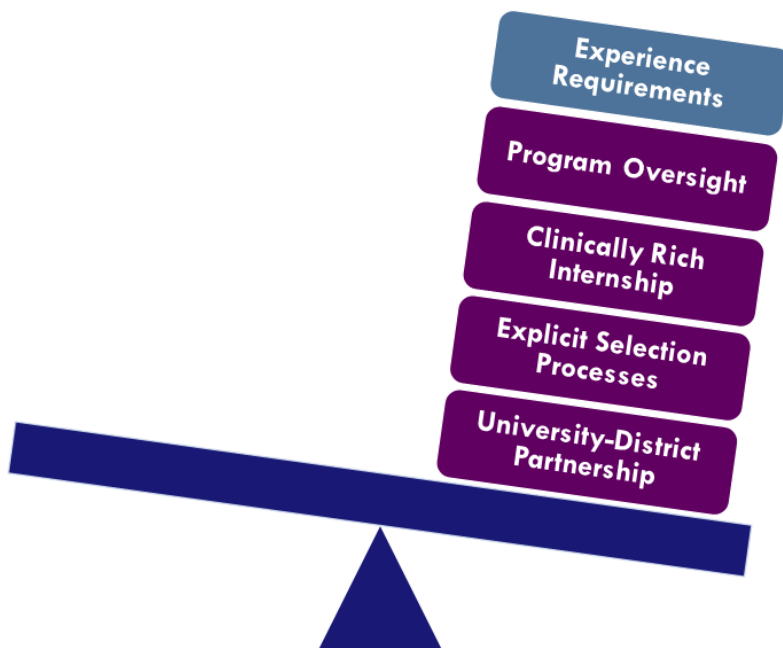 Experience
Requirements
Program Oversight
Clinically Rich
Internship
Explicit Selection
Processes
University-District
Partnership